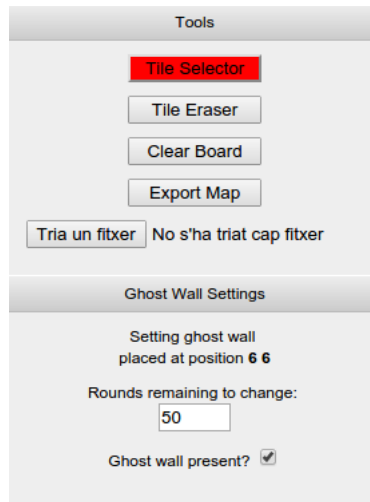 Tools
Tile Selector
Tile Eraser
Clear Board
Export Map
Tria un fitxer No s'ha triat cap fitxer
Ghost Wall Settings
Setting ghost wall
placed at position 6 6
Rounds remaining to change:
50
Ghost wall present?